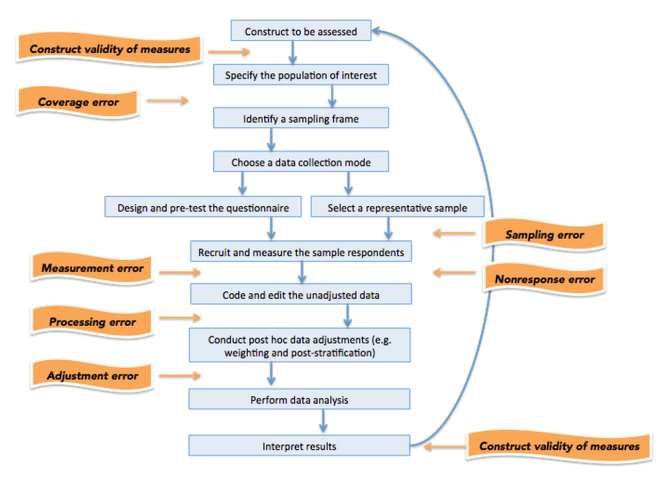 Construct to be assessed
Construct validity of measures
Specify the population of interest
Coverage error
Identify a sampling frame
Choose a data collection mode
Design and pre-test the questionnaire
Select a representative sample
Sampling error
Recruit and measure the sample respondents
Measurement error
Nonresponse error
Code and edit the unadjusted data
Processing error
Conduct post hoc data adjustments (e.g.
weighting and post-stratification)
Adjustment error
Perform data analysis
Interpret results
Construct validity of measures